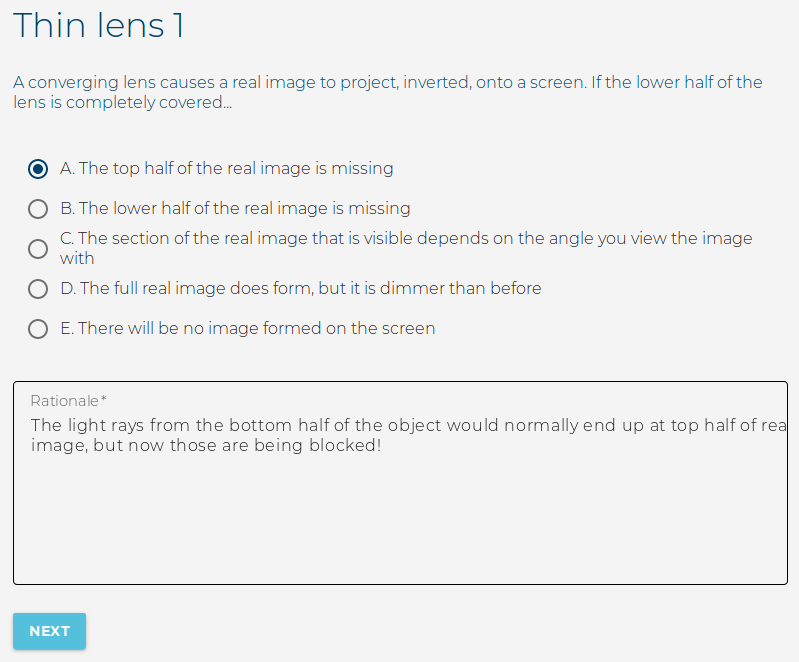 Thin lens 1
A converging lens causes a real image to project, inverted, onto a screen. If the lower half of the
lens is completely covered...
A. The top half of the real image is missing
B. The lower half of the real image is missing
C. The section of the real image that is visible depends on the angle you view the image
with
D. The full real image does form, but it is dimmer than before
E. There will be no image formed on the screen
Rationale*
The light rays from the bottom half of the object would normally end up at top half of rea
image, but now those are being blocked!
NEXT